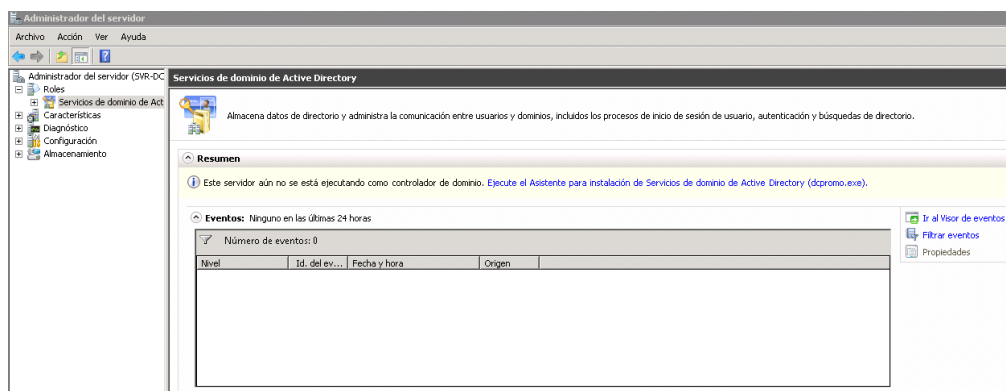 Administrador del servidor
Archivo Acción Ver Ayuda
Administrador del servidor (SVR-DC
Roles
Servicios de dominio de Act
Características
Diagnóstico
Configuración
Almacenamiento
Servicios de dominio de Active Directory
Almacena datos de directorio y administra la comunicación entre usuarios y dominios, incluidos los procesos de inicio de sesión de usuario, autenticación y búsquedas de directorio.
Resumen
Este servidor aún no se está ejecutando como controlador de dominio. Ejecute el Asistente para instalación de Servicios de dominio de Active Directory (dcpromo.exe).
Eventos: Ninguno en las últimas 24 horas
Número de eventos: 0
Nivel Id. del ev... Fecha y hora Origen
Ir al Visor de eventos
Filtrar eventos
Propiedades